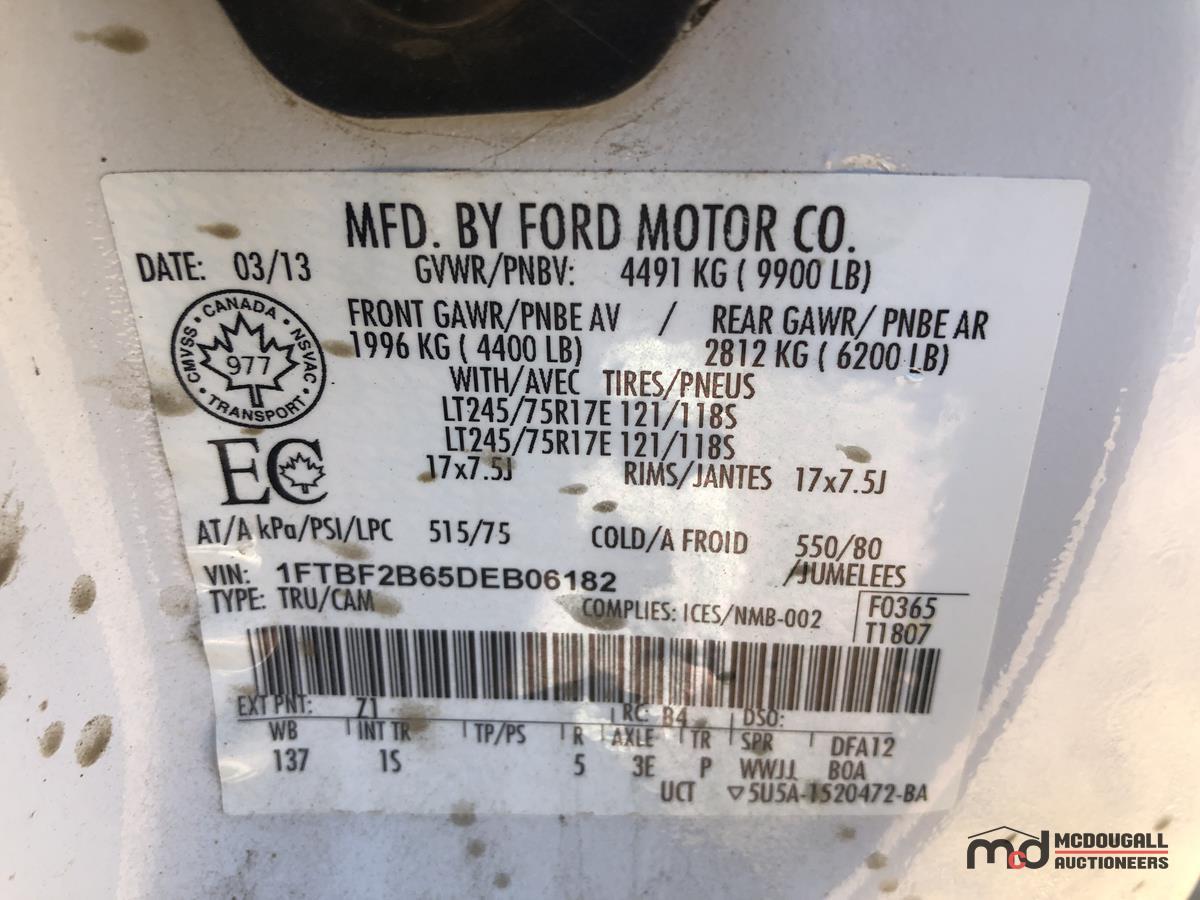 MFD. BY FORD MOTOR CO.
DATE: 03/13 GVWR/PNBV: 4491 KG ( 9900 LB)
FRONT GAWR/PNBE AV / REAR GAWR/ PNBE AR
1996 KG ( 4400 LB) 2812 KG ( 6200 LB)
WITH/AVEC TIRES/PNEUS
LT245/75R17E 121/118S
LT245/75R17E 121/118S
17x7.5J RIMS/JANTES 17x7.5J
CANADA · NSVAC · TRANSPORT · CMVSS ·
977
EC
AT/A kPa/PSI/LPC 515/75 COLD/A FROID 550/80
VIN: 1FTBF2B65DEB06182 /JUMELEES
TYPE: TRU/CAM COMPLIES: ICES/NMB-002 F0365
T1807
EXT PNT: Z1 RC: B4 DSO:
WB INT TR TP/PS R AXLE TR SPR DFA12
137 1S 5 3E P WWJJ BOA
UCT ▽5U5A-1520472-BA
mcd MCDOUGALL
AUCTIONEERS